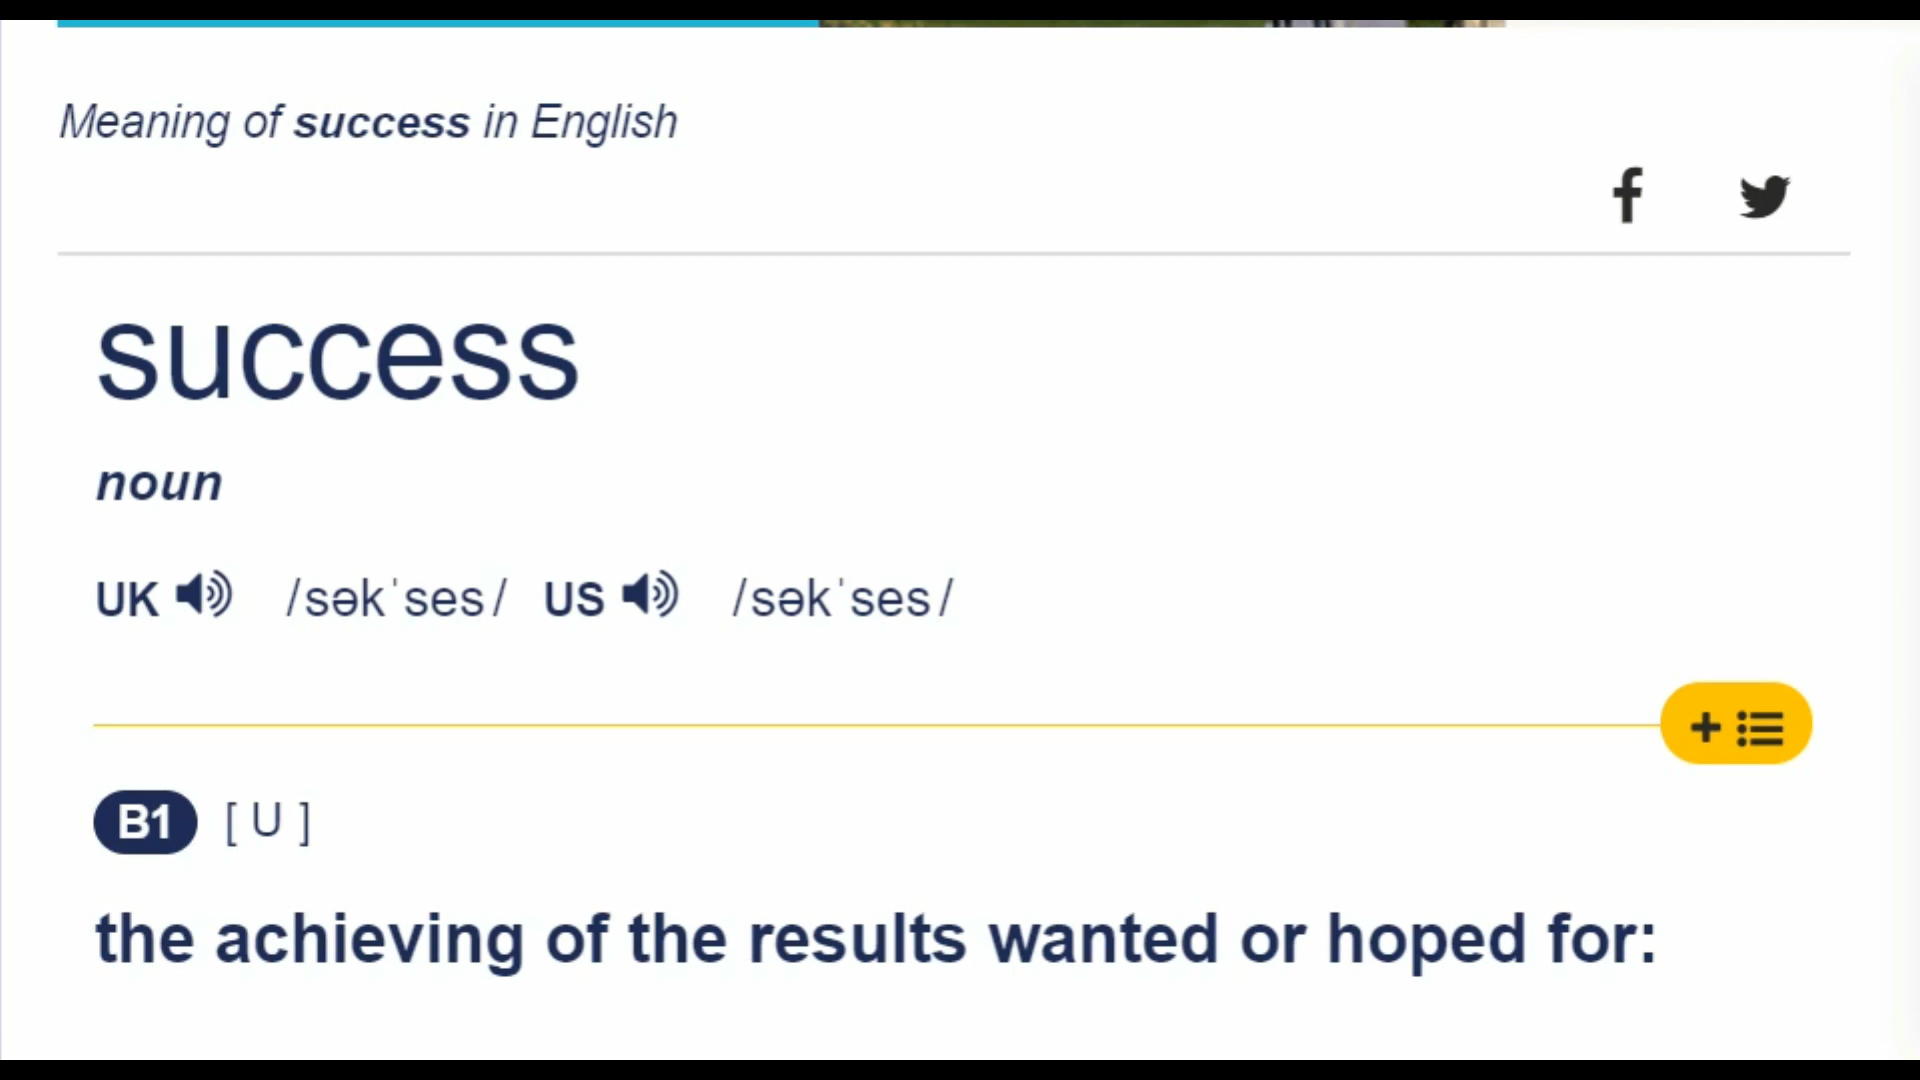 Meaning of success in English
success
noun
UK /səkˈses/ US /səkˈses/
B1 [ U ]
the achieving of the results wanted or hoped for: